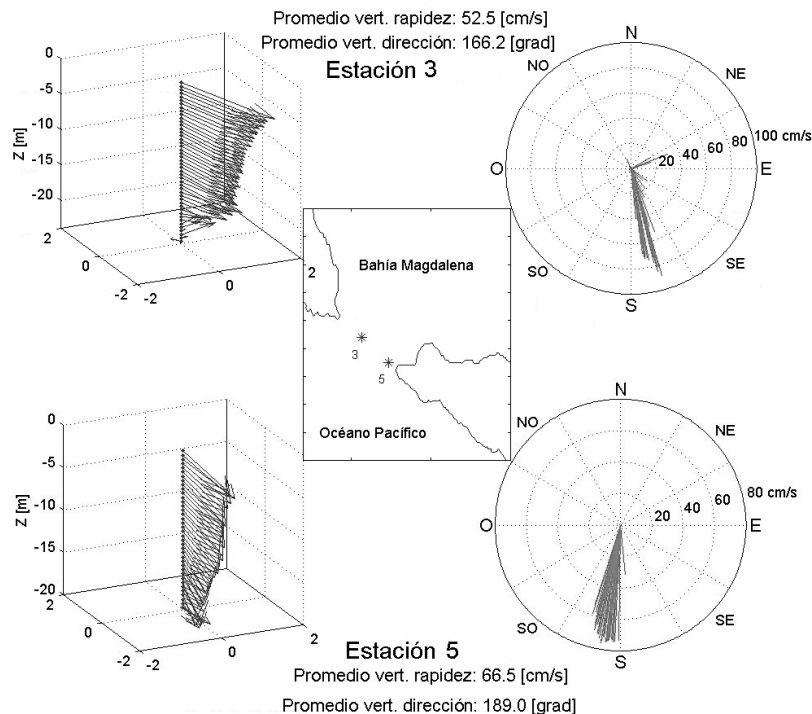 Promedio vert. rapidez: 52.5 [cm/s]
Promedio vert. dirección: 166.2 [grad]
Estación 3
0
-5
-10
-15
-20
Z [m]
2
0
-2
-2
0
2
N
NO
NE
100 cm/s
80
60
40
20
O
E
SO
SE
S
Bahía Magdalena
3
5
Océano Pacífico
0
-5
-10
-15
-20
Z [m]
2
0
-2
-2
0
2
N
NO
NE
80 cm/s
60
40
20
O
E
SO
SE
S
Estación 5
Promedio vert. rapidez: 66.5 [cm/s]
Promedio vert. dirección: 189.0 [grad]